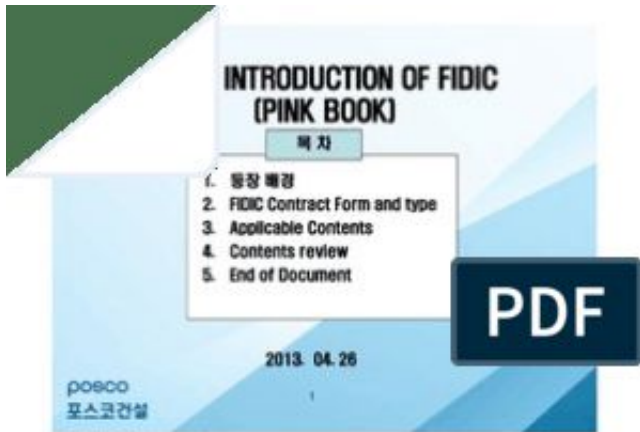 INTRODUCTION OF FIDIC
(PINK BOOK)
목 차
1. 등장 배경
2. FIDIC Contract Form and type
3. Applicable Contents
4. Contents review
5. End of Document
PDF
2013. 04. 26
1
posco
포스코건설